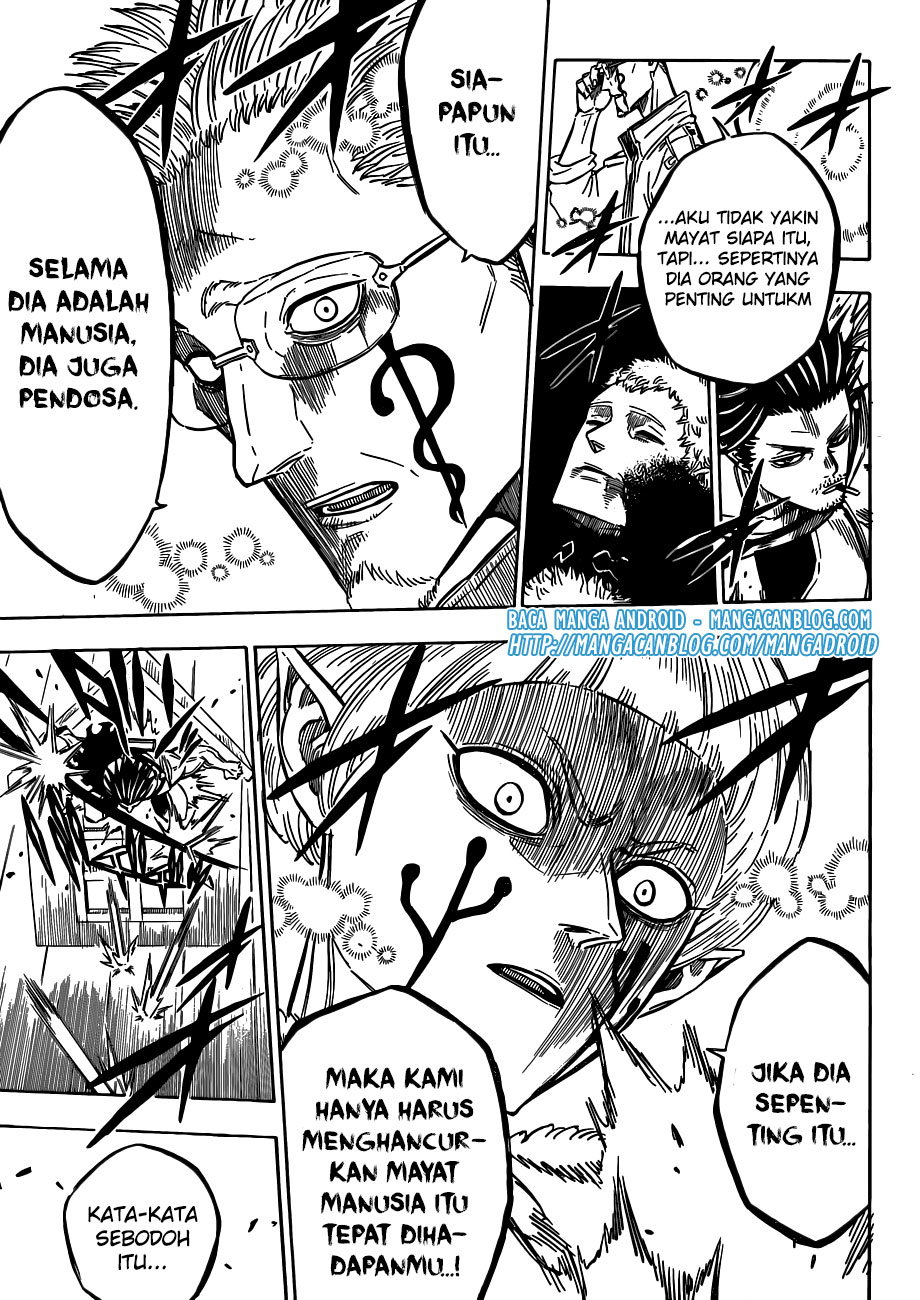 ...AKU TIDAK YAKIN
MAYAT SIAPA ITU,
TAPI... SEPERTINYA
DIA ORANG YANG
PENTING UNTUKM
SIA-
PAPUN
ITU...
SELAMA
DIA ADALAH
MANUSIA,
DIA JUGA
PENDOSA.
BACA MANGA ANDROID - MANGACANBLOG.COM
HTTP://MANGACANBLOG.COM/MANGADROID
JIKA DIA
SEPEN-
TING ITU...
MAKA KAMI
HANYA HARUS
MENGHANCUR-
KAN MAYAT
MANUSIA ITU
TEPAT DIHA-
DAPANMU...!
KATA-KATA
SEBODOH
ITU...